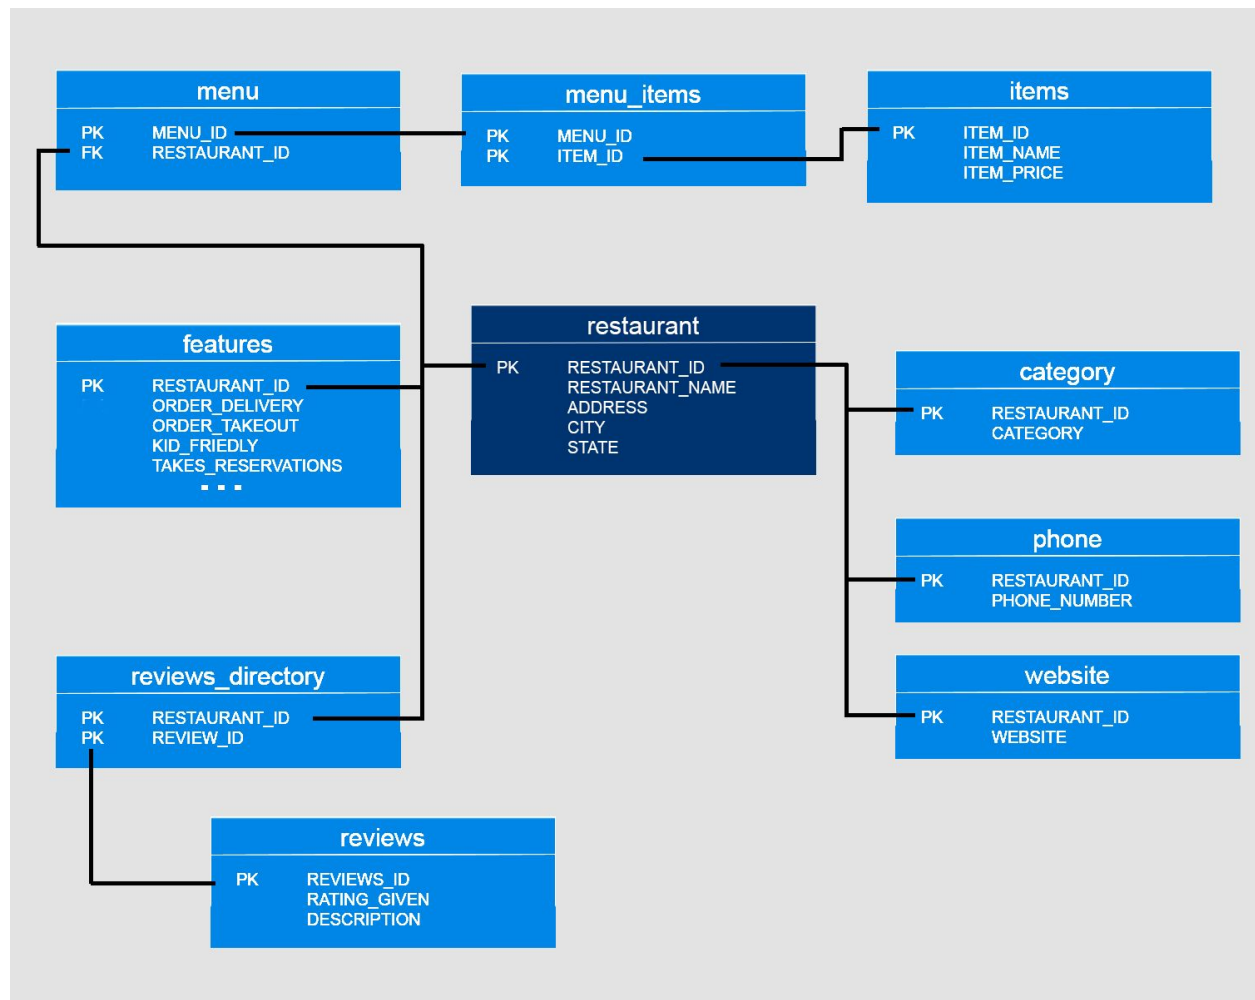 menu
PK MENU_ID
FK RESTAURANT_ID
menu_items
PK MENU_ID
PK ITEM_ID
items
PK ITEM_ID
ITEM_NAME
ITEM_PRICE
features
PK RESTAURANT_ID
ORDER_DELIVERY
ORDER_TAKEOUT
KID_FRIEDLY
TAKES_RESERVATIONS
...
restaurant
PK RESTAURANT_ID
RESTAURANT_NAME
ADDRESS
CITY
STATE
category
PK RESTAURANT_ID
CATEGORY
phone
PK RESTAURANT_ID
PHONE_NUMBER
reviews_directory
PK RESTAURANT_ID
PK REVIEW_ID
website
PK RESTAURANT_ID
WEBSITE
reviews
PK REVIEWS_ID
RATING_GIVEN
DESCRIPTION